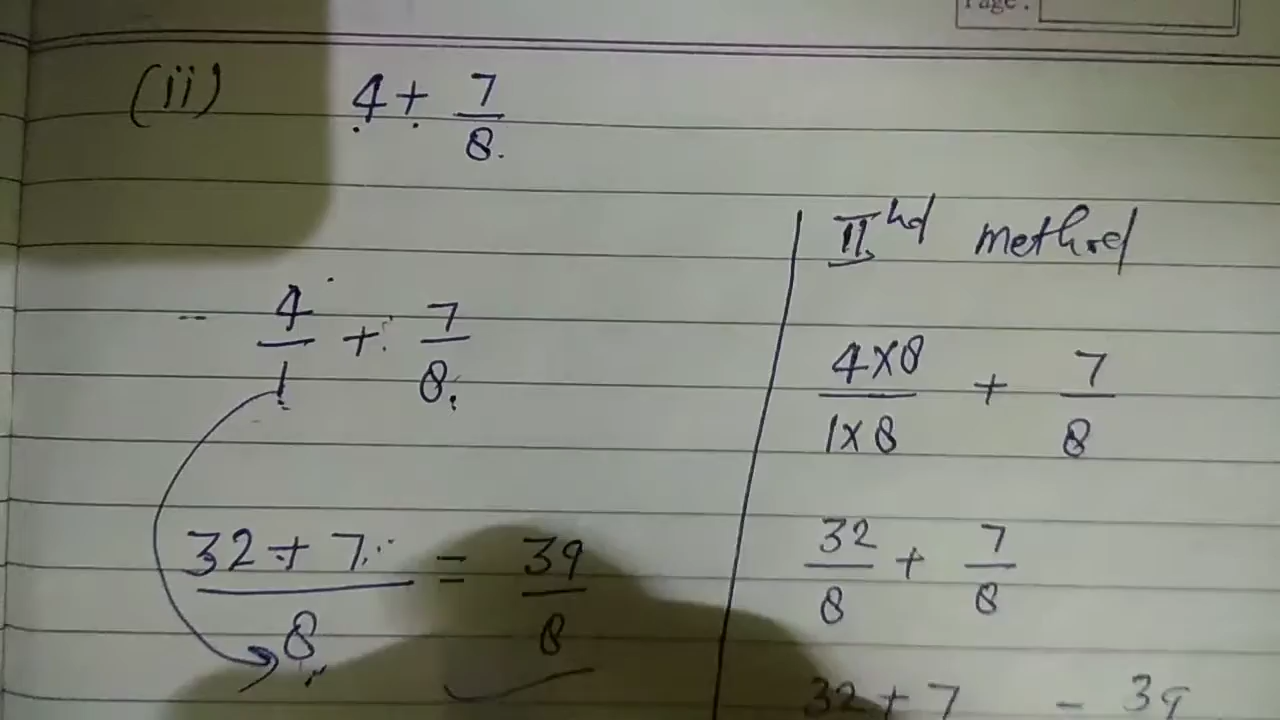 Page :
(ii) 4 + 7/8
4/1 + 7/8
32 + 7/8 = 39/8
IInd method
4×8/1×8 + 7/8
32/8 + 7/8
32 + 7 = 39